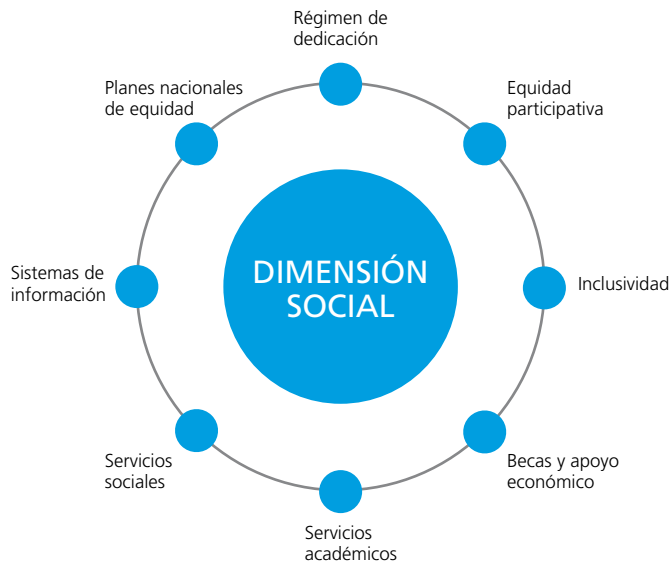 Régimen de
dedicación
Planes nacionales
de equidad
Equidad
participativa
Sistemas de
información
DIMENSIÓN
SOCIAL
Inclusividad
Servicios
sociales
Becas y apoyo
económico
Servicios
académicos